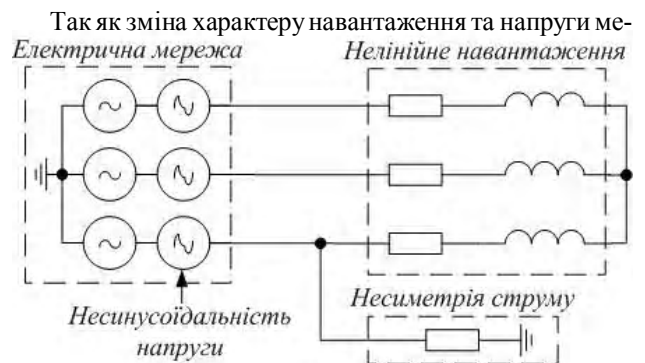 Так як зміна характеру навантаження та напруги ме-
Електрична мережа
Нелінійне навантаження
Несиметрія струму
Несинусоїдальність
напруги